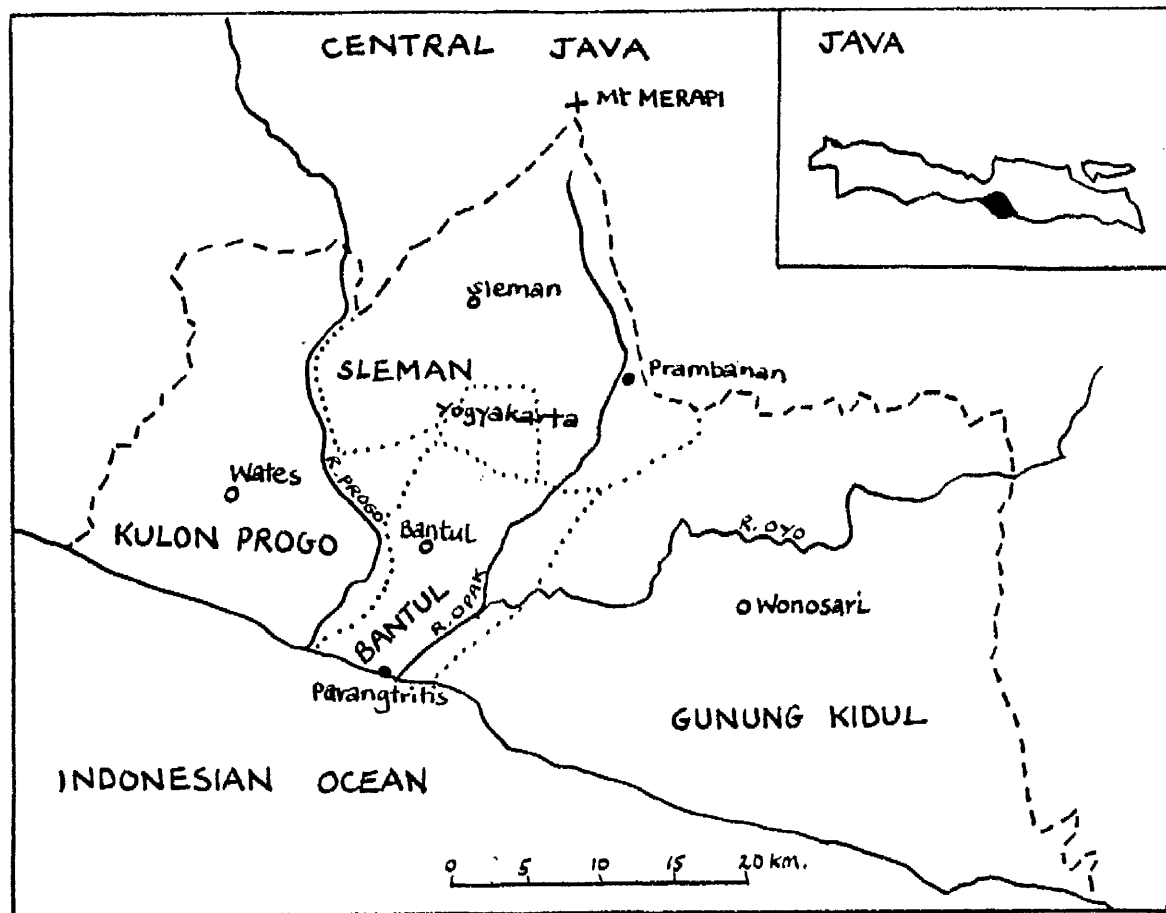 CENTRAL JAVA
JAVA
Mt MERAPI
Sleman
SLEMAN
Prambanan
Yogyakarta
Wates
R. PROGO
KULON PROGO
Bantul
R. OYO
BANTUL
R. OPAK
Wonosari
Parangtritis
GUNUNG KIDUL
INDONESIAN OCEAN
0 5 10 15 20 km.